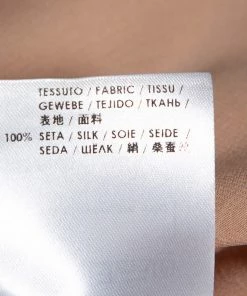 TESSUTO / FABRIC / TISSU /
GEWEBE / TEJIDO / ТКАНЬ /
表地 / 面料
100% SETA / SILK / SOIE / SEIDE /
SEDA / ШЕЛК / 絹 / 桑蚕丝